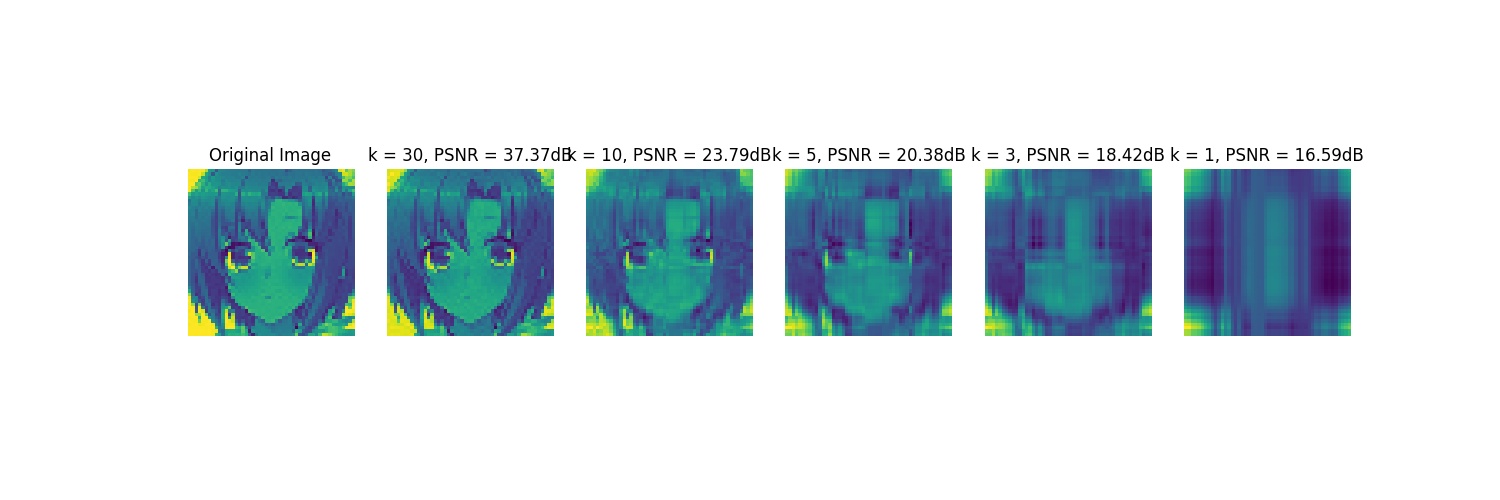 Original Image
k = 30, PSNR = 37.37dB
k = 10, PSNR = 23.79dB
k = 5, PSNR = 20.38dB
k = 3, PSNR = 18.42dB
k = 1, PSNR = 16.59dB